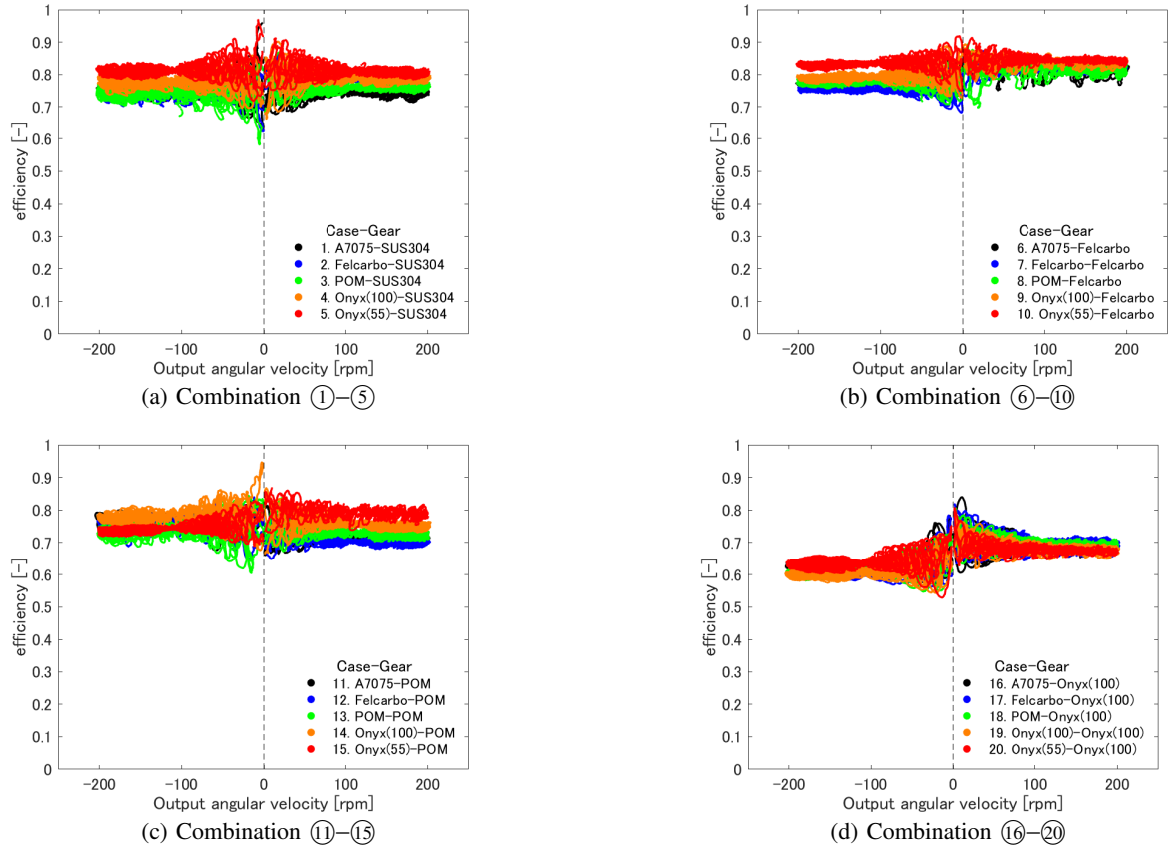 1
0.9
0.8
0.7
0.6
0.5
0.4
0.3
0.2
0.1
0
efficiency [-]
-200 -100 0 100 200
Output angular velocity [rpm]
Case-Gear
1. A7075-SUS304
2. Felcarbo-SUS304
3. POM-SUS304
4. Onyx(100)-SUS304
5. Onyx(55)-SUS304
(a) Combination ①–⑤
1
0.9
0.8
0.7
0.6
0.5
0.4
0.3
0.2
0.1
0
efficiency [-]
-200 -100 0 100 200
Output angular velocity [rpm]
Case-Gear
6. A7075-Felcarbo
7. Felcarbo-Felcarbo
8. POM-Felcarbo
9. Onyx(100)-Felcarbo
10. Onyx(55)-Felcarbo
(b) Combination ⑥–⑩
1
0.9
0.8
0.7
0.6
0.5
0.4
0.3
0.2
0.1
0
efficiency [-]
-200 -100 0 100 200
Output angular velocity [rpm]
Case-Gear
11. A7075-POM
12. Felcarbo-POM
13. POM-POM
14. Onyx(100)-POM
15. Onyx(55)-POM
(c) Combination ⑪–⑮
1
0.9
0.8
0.7
0.6
0.5
0.4
0.3
0.2
0.1
0
efficiency [-]
-200 -100 0 100 200
Output angular velocity [rpm]
Case-Gear
16. A7075-Onyx(100)
17. Felcarbo-Onyx(100)
18. POM-Onyx(100)
19. Onyx(100)-Onyx(100)
20. Onyx(55)-Onyx(100)
(d) Combination ⑯–⑳